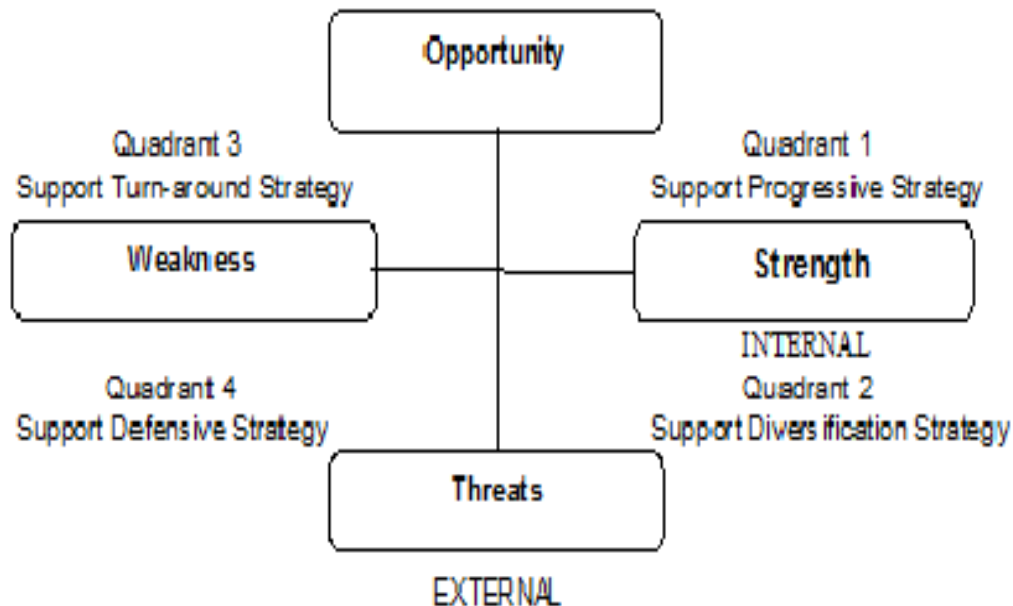 Opportunity
Quadrant 3
Support Turn-around Strategy
Quadrant 1
Support Progressive Strategy
Weakness
Strength
INTERNAL
Quadrant 4
Support Defensive Strategy
Quadrant 2
Support Diversification Strategy
Threats
EXTERNAL